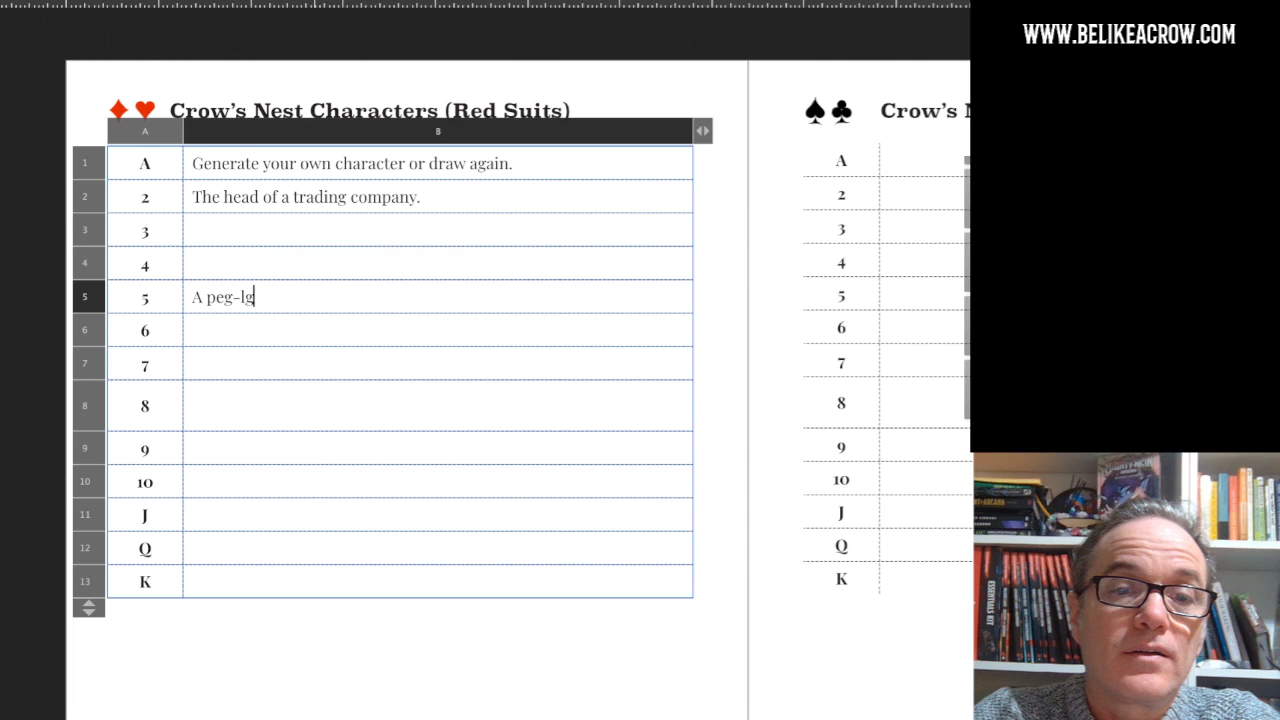 WWW.BELIKEACROW.COM
Crow's Nest Characters (Red Suits)
A B
1 A Generate your own character or draw again.
2 2 The head of a trading company.
3 3
4 4
5 5 A peg-lg
6 6
7 7
8 8
9 9
10 10
11 J
12 Q
13 K
Crow's
A
2
3
4
5
6
7
8
9
10
J
Q
K
ESSENTIALS KIT